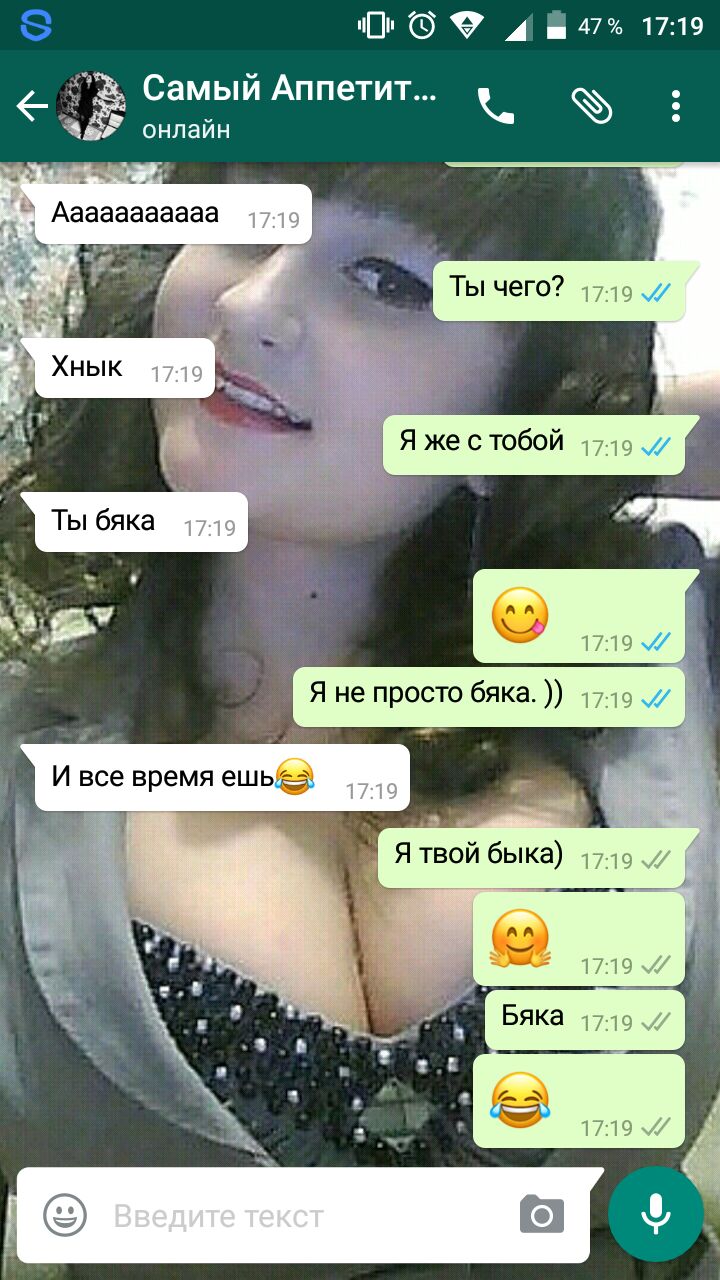 47 % 17:19
Самый Аппетит...
онлайн
Ааааааааааа 17:19
Ты чего? 17:19
Хнык 17:19
Я же с тобой 17:19
Ты бяка 17:19
😋 17:19
Я не просто бяка. )) 17:19
И все время ешь😂 17:19
Я твой быка) 17:19
🤗 17:19
Бяка 17:19
😂 17:19
Введите текст